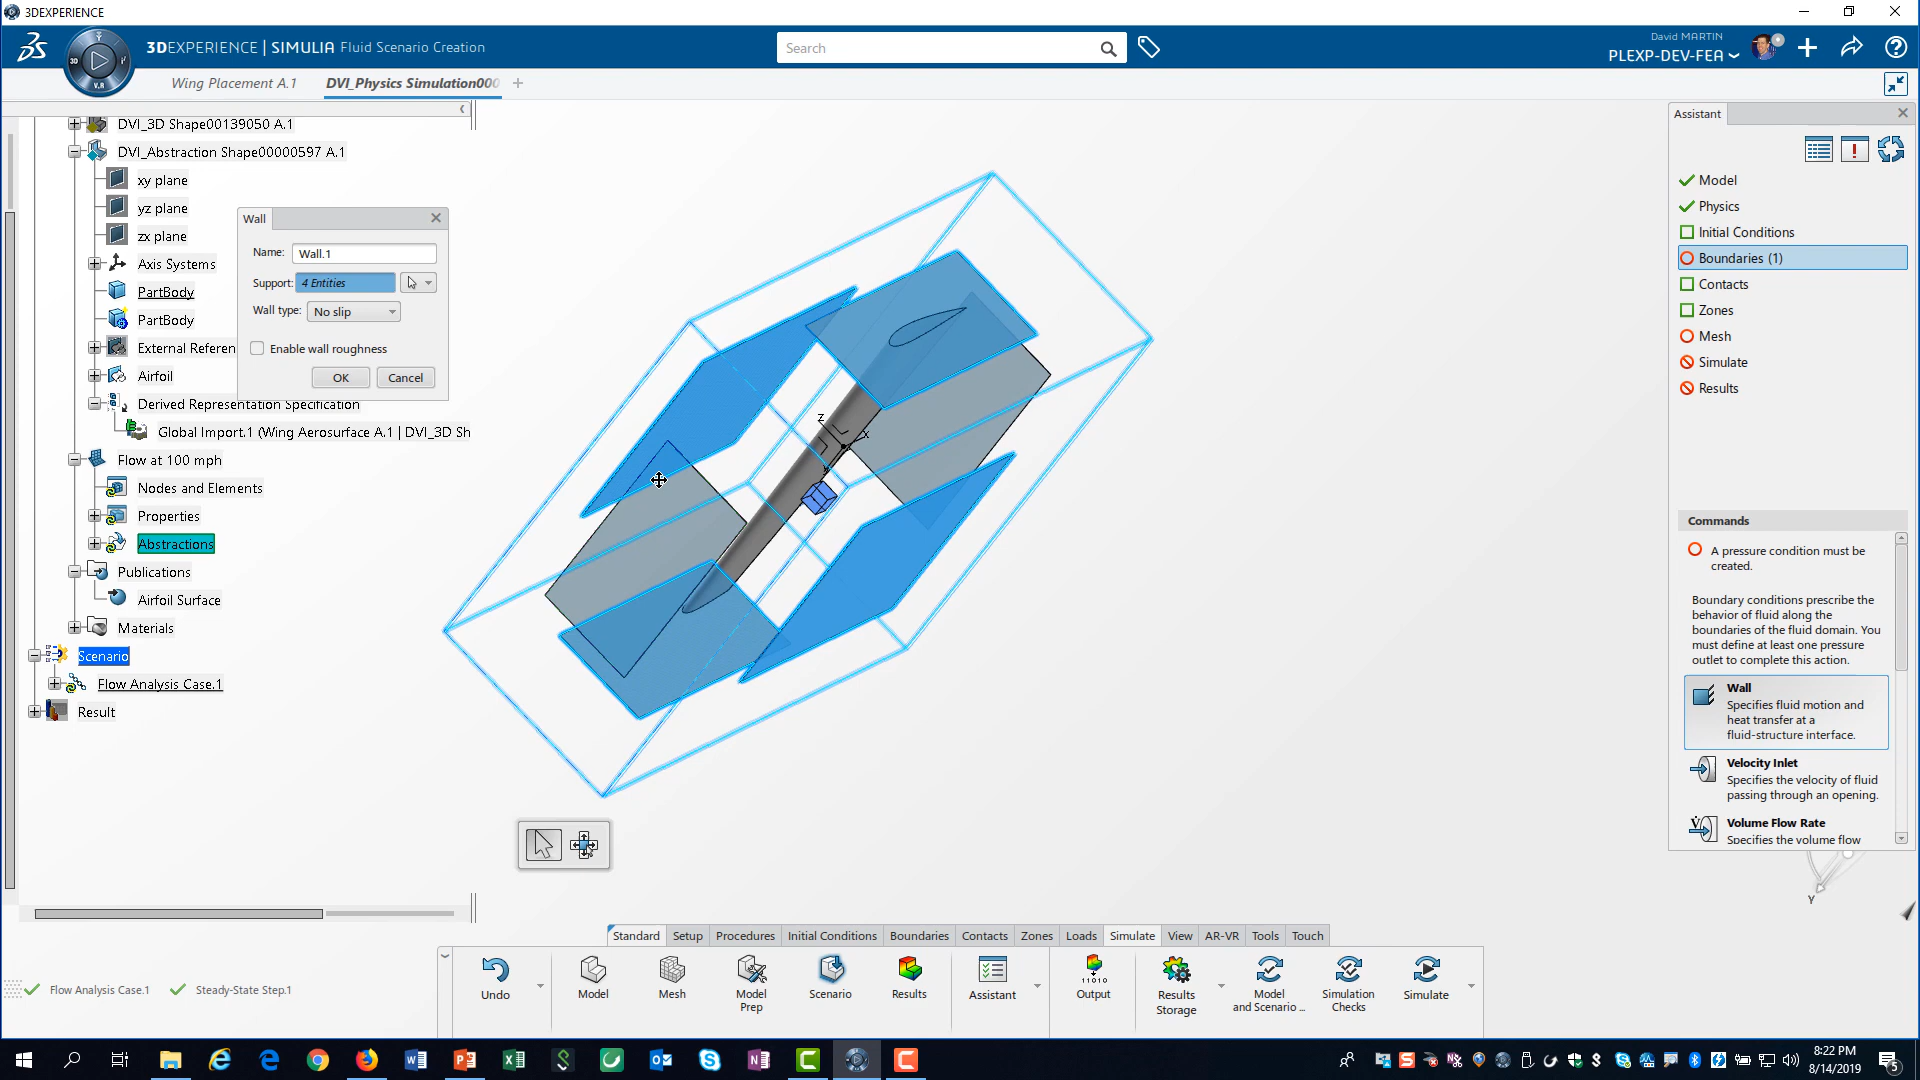 3DEXPERIENCE
3DEXPERIENCE | SIMULIA Fluid Scenario Creation
Search
David MARTIN
PLEXP-DEV-FEA
3D
V.R
Wing Placement A.1
DVI_Physics Simulation000
DVI_3D Shape00139050 A.1
DVI_Abstraction Shape00000597 A.1
xy plane
yz plane
zx plane
Axis Systems
PartBody
PartBody
External Referen
Airfoil
Derived Representation Specification
Global Import.1 (Wing Aerosurface A.1 | DVI_3D Sh
Flow at 100 mph
Nodes and Elements
Properties
Abstractions
Publications
Airfoil Surface
Materials
Scenario
Flow Analysis Case.1
Result
Wall
Name: Wall.1
Support: 4 Entities
Wall type: No slip
Enable wall roughness
OK
Cancel
Z
X
Y
Assistant
Model
Physics
Initial Conditions
Boundaries (1)
Contacts
Zones
Mesh
Simulate
Results
Commands
A pressure condition must be
created.
Boundary conditions prescribe the
behavior of fluid along the
boundaries of the fluid domain. You
must define at least one pressure
outlet to complete this action.
Wall
Specifies fluid motion and
heat transfer at a
fluid-structure interface.
Velocity Inlet
Specifies the velocity of fluid
passing through an opening.
Volume Flow Rate
Specifies the volume flow
Standard
Setup
Procedures
Initial Conditions
Boundaries
Contacts
Zones
Loads
Simulate
View
AR-VR
Tools
Touch
Flow Analysis Case.1
Steady-State Step.1
Undo
Model
Mesh
Model
Prep
Scenario
Results
Assistant
11010
Output
Results
Storage
Model
and Scenario ...
Simulation
Checks
Simulate
8:22 PM
8/14/2019
5